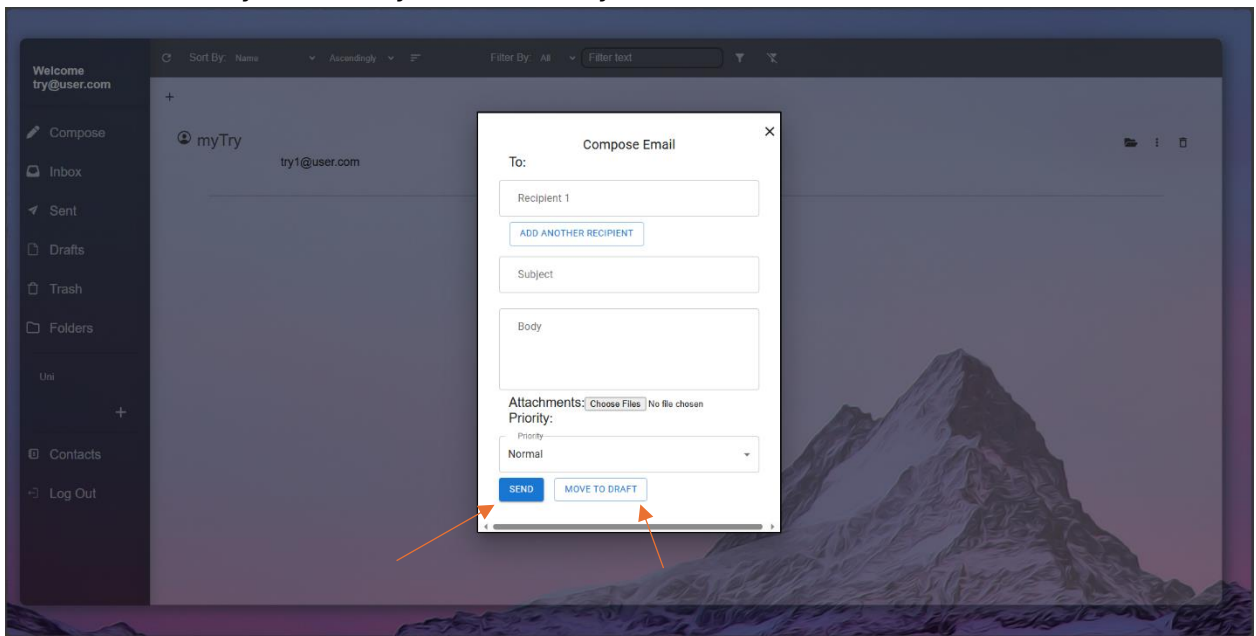 Welcome
try@user.com
Compose
Inbox
Sent
Drafts
Trash
Folders
Uni
+
Contacts
Log Out
Sort By: Name Ascendingly Filter By: All Filter text
+
myTry
try1@user.com
Compose Email
To:
Recipient 1
ADD ANOTHER RECIPIENT
Subject
Body
Attachments: Choose Files No file chosen
Priority:
Priority
Normal
SEND MOVE TO DRAFT